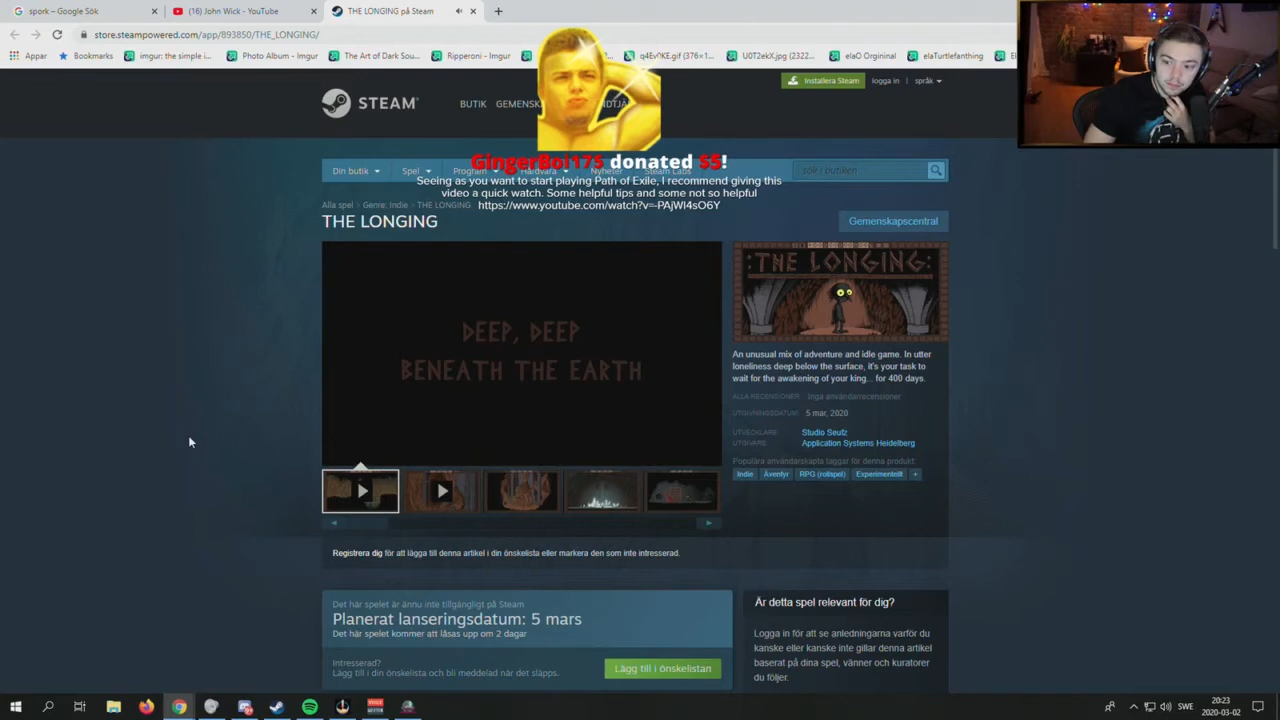 spork – Google Sök
(16) John Wick - YouTube
THE LONGING på Steam
store.steampowered.com/app/893850/THE_LONGING/
Appar
Bookmarks
imgur: the simple i...
Photo Album - Imgur
The Art of Dark Sou...
Ripperoni - Imgur
elaO Orgininal
elaTurtlefanthing
Installera Steam
logga in
språk
STEAM
BUTIK
GEMENSK
GingerBoi175 donated $5!
Seeing as you want to start playing Path of Exile, I recommend giving this
video a quick watch. Some helpful tips and some not so helpful
https://www.youtube.com/watch?v=-PAjWl4sO6Y
Din butik
Spel
Program
Hårdvara
Nyheter
Steam Labs
sök i butiken
Alla spel > Genre: Indie > THE LONGING
THE LONGING
Gemenskapscentral
DEEP, DEEP
BENEATH THE EARTH
:THE LONGING:
An unusual mix of adventure and idle game. In utter
loneliness deep below the surface, it's your task to
wait for the awakening of your king... for 400 days.
ALLA RECENSIONER: Inga användarrecensioner
UTGIVNINGSDATUM: 5 mar, 2020
UTVECKLARE: Studio Seufz
UTGIVARE: Application Systems Heidelberg
Populära användarskapta taggar för denna produkt:
Indie
Äventyr
RPG (rollspel)
Experimentellt
+
Registrera dig för att lägga till denna artikel i din önskelista eller markera den som inte intresserad.
Det här spelet är ännu inte tillgängligt på Steam
Planerat lanseringsdatum: 5 mars
Det här spelet kommer att låsas upp om 2 dagar
Intresserad?
Lägg till i din önskelista och bli meddelad när det släpps.
Lägg till i önskelistan
Är detta spel relevant för dig?
Logga in för att se anledningarna varför du
kanske eller kanske inte gillar denna artikel
baserat på dina spel, vänner och kuratorer
du följer.
SWE
20:23
2020-03-02